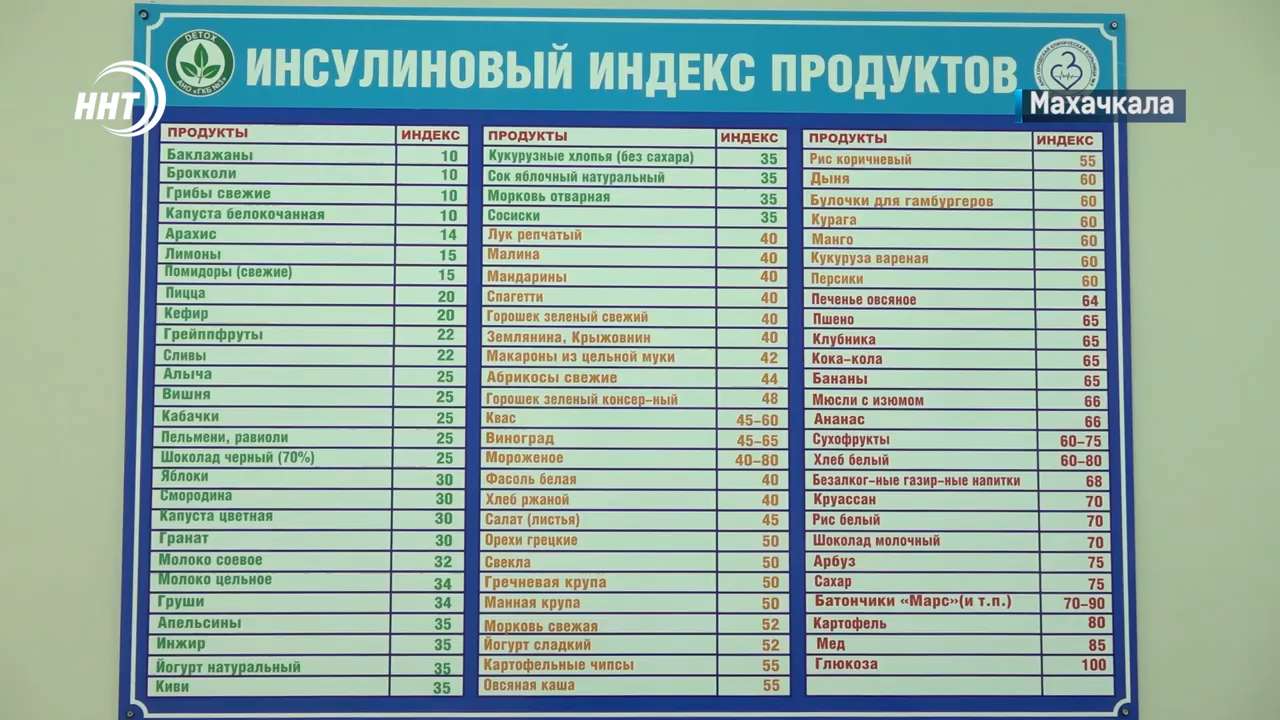 DETOX
АНО «ГКБ №1»
ИНСУЛИНОВЫЙ ИНДЕКС ПРОДУКТОВ
ННТ
Махачкала
ПРОДУКТЫ ИНДЕКС
Баклажаны 10
Брокколи 10
Грибы свежие 10
Капуста белокочанная 10
Арахис 14
Лимоны 15
Помидоры (свежие) 15
Пицца 20
Кефир 20
Грейппфруты 22
Сливы 22
Алыча 25
Вишня 25
Кабачки 25
Пельмени, равиоли 25
Шоколад черный (70%) 25
Яблоки 30
Смородина 30
Капуста цветная 30
Гранат 30
Молоко соевое 32
Молоко цельное 34
Груши 34
Апельсины 35
Инжир 35
Йогурт натуральный 35
Киви 35
ПРОДУКТЫ ИНДЕКС
Кукурузные хлопья (без сахара) 35
Сок яблочный натуральный 35
Морковь отварная 35
Сосиски 35
Лук репчатый 40
Малина 40
Мандарины 40
Спагетти 40
Горошек зеленый свежий 40
Землянина, Крыжовнин 40
Макароны из цельной муки 42
Абрикосы свежие 44
Горошек зеленый консер-ный 48
Квас 45-60
Виноград 45-65
Мороженое 40-80
Фасоль белая 40
Хлеб ржаной 40
Салат (листья) 45
Орехи грецкие 50
Свекла 50
Гречневая крупа 50
Манная крупа 50
Морковь свежая 52
Йогурт сладкий 52
Картофельные чипсы 55
Овсяная каша 55
ПРОДУКТЫ ИНДЕКС
Рис коричневый 55
Дыня 60
Булочки для гамбургеров 60
Курага 60
Манго 60
Кукуруза вареная 60
Персики 60
Печенье овсяное 64
Пшено 65
Клубника 65
Кока-кола 65
Бананы 65
Мюсли с изюмом 66
Ананас 66
Сухофрукты 60-75
Хлеб белый 60-80
Безалког-ные газир-ные напитки 68
Круассан 70
Рис белый 70
Шоколад молочный 70
Арбуз 75
Сахар 75
Батончики «Марс»(и т.п.) 70-90
Картофель 80
Мед 85
Глюкоза 100